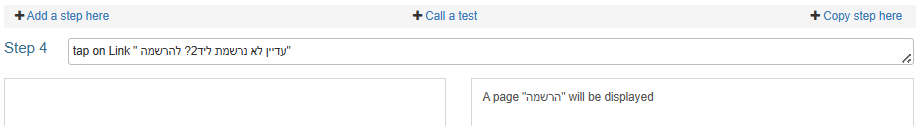 Add a step here
Call a test
Copy step here
Step 4
tap on Link " עדיין לא נרשמת ליד2? להרשמה"
A page "הרשמה" will be displayed